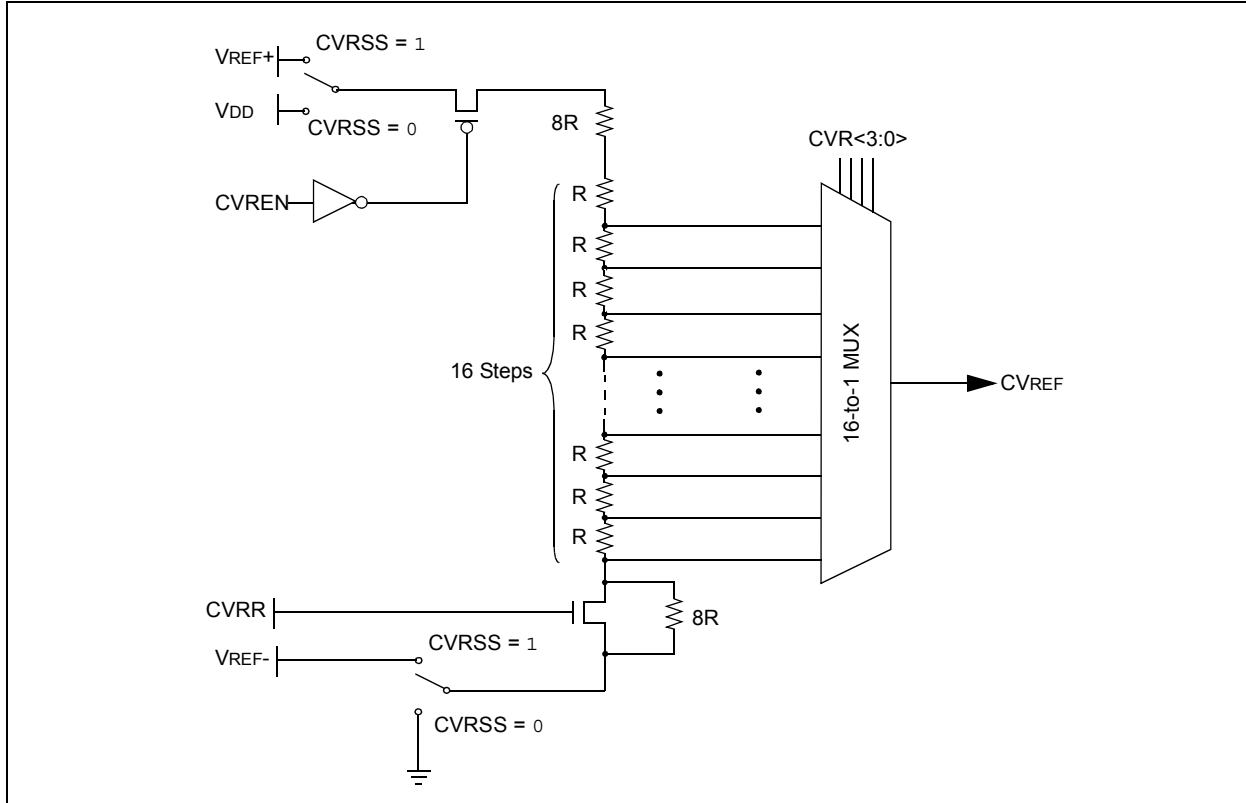 CVRSS = 1
VREF+
VDD
CVRSS = 0
8R
CVR<3:0>
CVREN
R
R
R
R
16 Steps
16-to-1 MUX
CVREF
R
R
R
CVRR
8R
CVRSS = 1
VREF-
CVRSS = 0